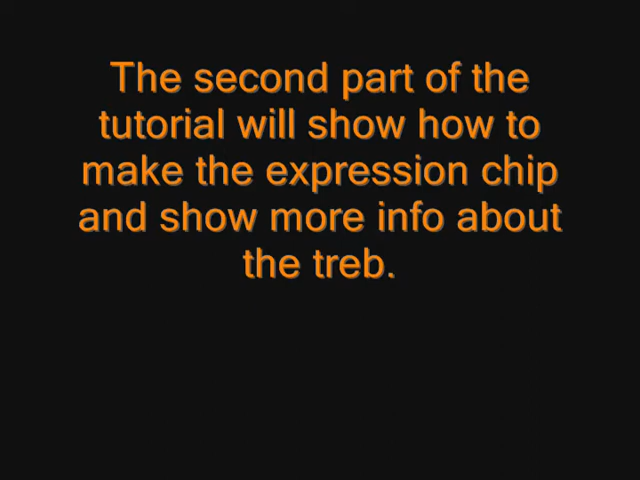 The second part of the
tutorial will show how to
make the expression chip
and show more info about
the treb.